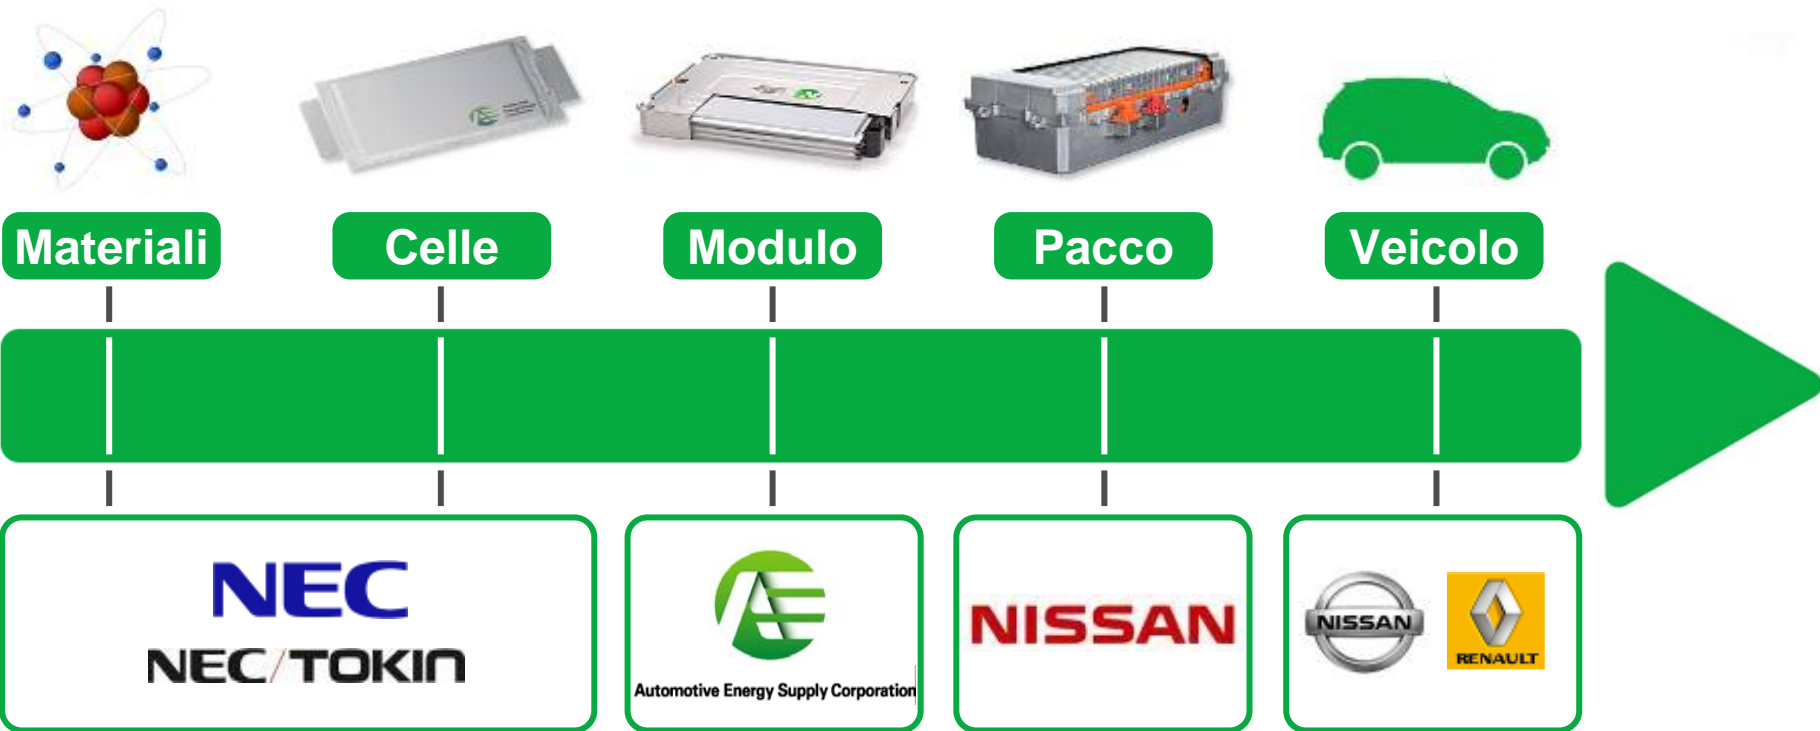 Materiali
Celle
Modulo
Pacco
Veicolo
NEC
NEC/TOKIN
Automotive Energy Supply Corporation
NISSAN
NISSAN
RENAULT